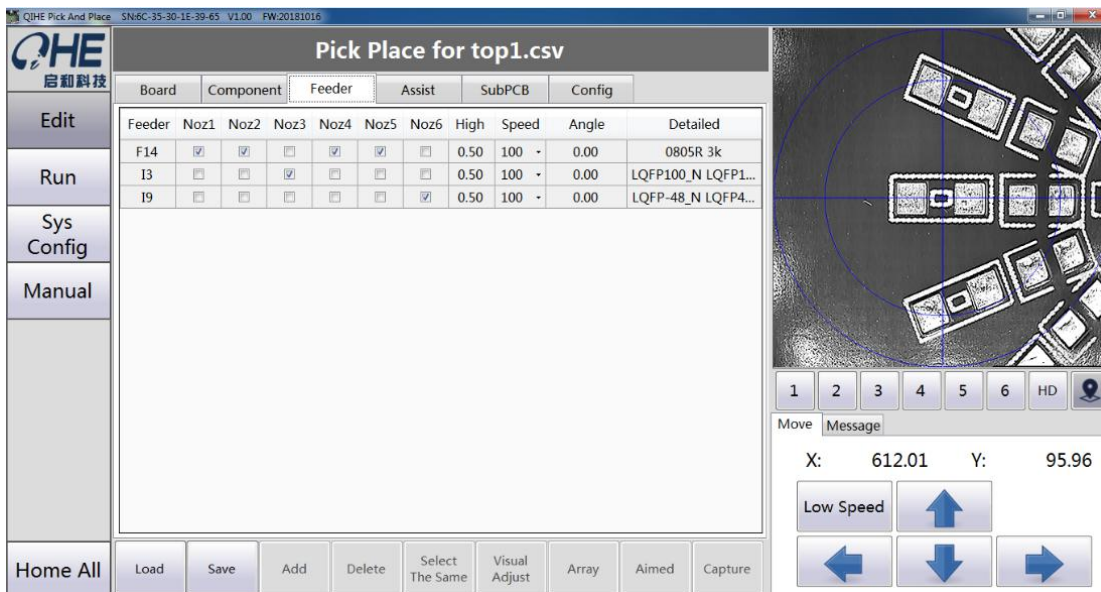 QIHE Pick And Place SN:6C-35-30-1E-39-65 V1.00 FW:20181016
QHE
启和科技
Pick Place for top1.csv
Board Component Feeder Assist SubPCB Config
Edit
Run
Sys
Config
Manual
Home All
Feeder Noz1 Noz2 Noz3 Noz4 Noz5 Noz6 High Speed Angle Detailed
F14 0.50 100 0.00 0805R 3k
I3 0.50 100 0.00 LQFP100_N LQFP1...
I9 0.50 100 0.00 LQFP-48_N LQFP4...
Load Save Add Delete Select The Same Visual Adjust Array Aimed Capture
1 2 3 4 5 6 HD
Move Message
X: 612.01 Y: 95.96
Low Speed